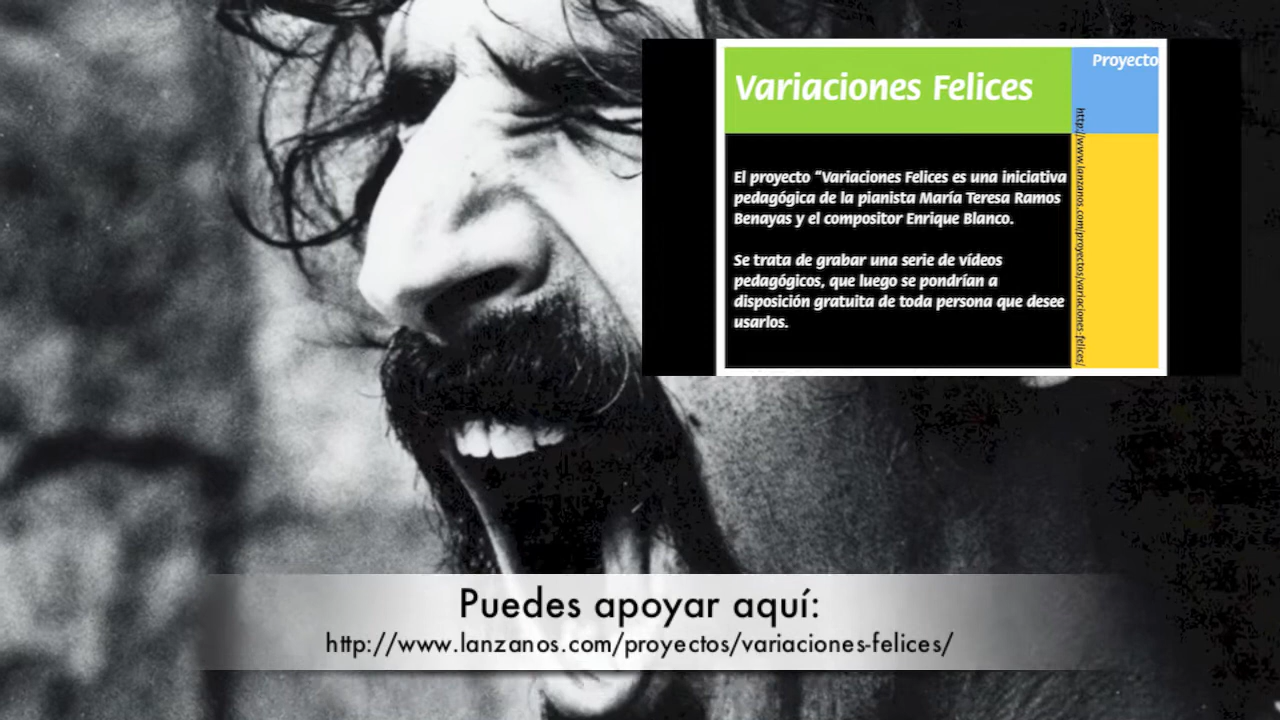 Variaciones Felices
Proyecto
El proyecto “Variaciones Felices es una iniciativa
pedagógica de la pianista María Teresa Ramos
Benayas y el compositor Enrique Blanco.
Se trata de grabar una serie de vídeos
pedagógicos, que luego se pondrían a
disposición gratuita de toda persona que desee
usarlos.
http://www.lanzanos.com/proyectos/variaciones-felices/
Puedes apoyar aquí:
http://www.lanzanos.com/proyectos/variaciones-felices/